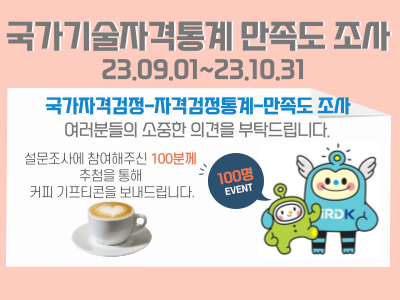 국가기술자격통계 만족도 조사
23.09.01~23.10.31
국가자격검정-자격검정통계-만족도 조사
여러분들의 소중한 의견을 부탁드립니다.
설문조사에 참여해주신 100분께
추첨을 통해
커피 기프티콘을 보내드립니다.
100명
EVENT
HRDK